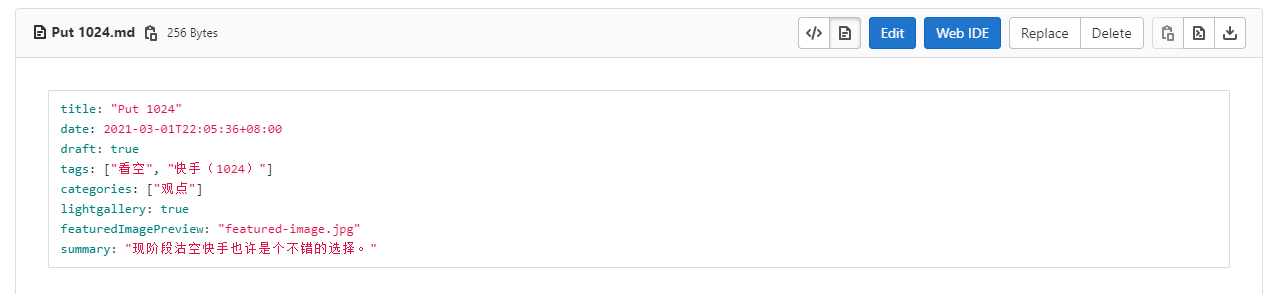 Put 1024.md 256 Bytes Edit Web IDE Replace Delete
title: "Put 1024"
date: 2021-03-01T22:05:36+08:00
draft: true
tags: ["看空", "快手（1024）"]
categories: ["观点"]
lightgallery: true
featuredImagePreview: "featured-image.jpg"
summary: "现阶段沽空快手也许是个不错的选择。"